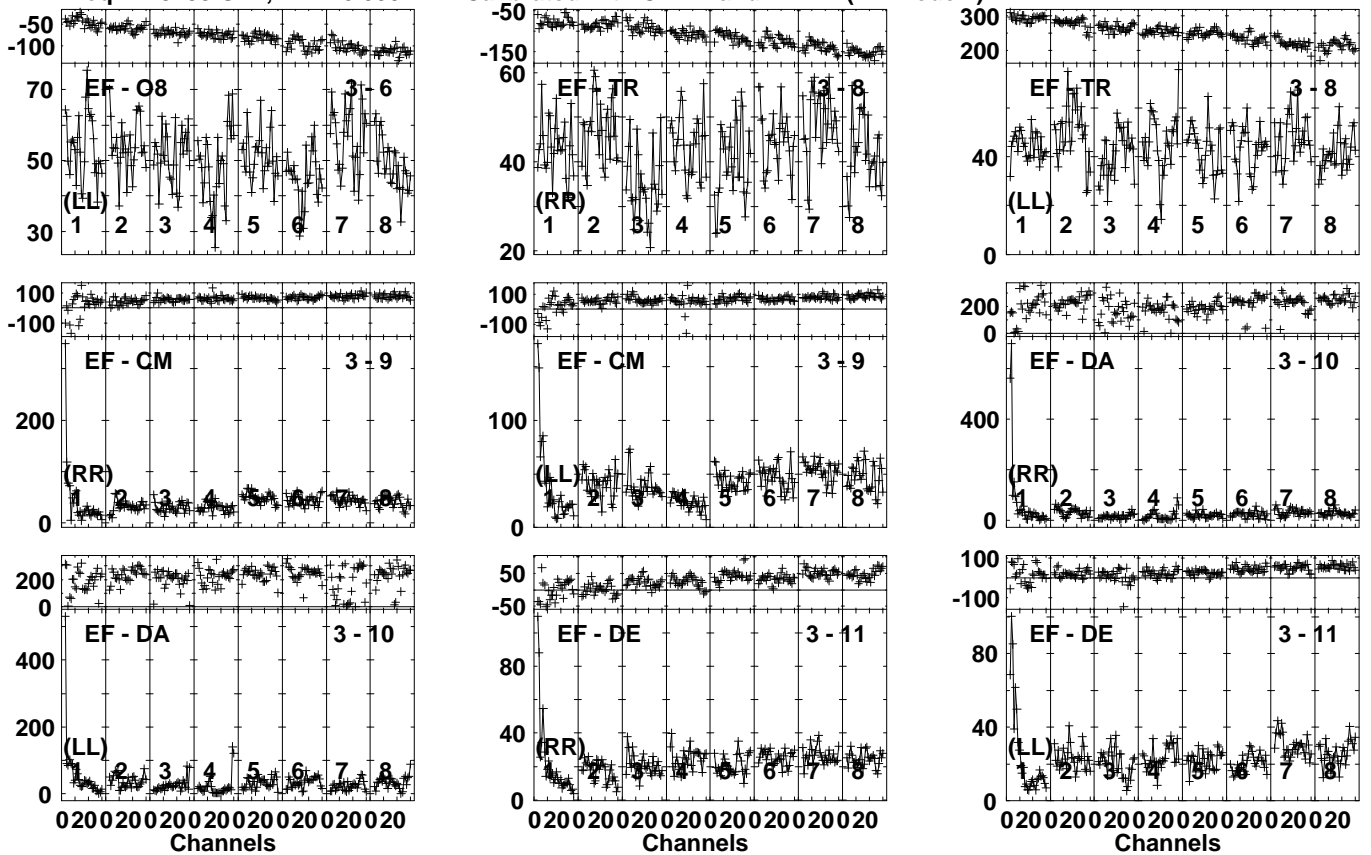 -50 -100
EF - O8 3 - 6
70
50
30
(LL)
1 2 3 4 5 6 7 8
-50 -150
EF - TR 3 - 8
60
40
20
(RR)
1 2 3 4 5 6 7 8
300 200
EF - TR 3 - 8
40
0
(LL)
1 2 3 4 5 6 7 8
100 -100
EF - CM 3 - 9
200
0
(RR)
1 2 3 4 5 6 7 8
100 -100
EF - CM 3 - 9
100
0
(LL)
1 2 3 4 5 6 7 8
200 0
EF - DA 3 - 10
400
0
(RR)
1 2 3 4 5 6 7 8
200 0
EF - DA 3 - 10
400
200
0
(LL)
1 2 3 4 5 6 7 8
50 -50
EF - DE 3 - 11
80
40
0
(RR)
1 2 3 4 5 6 7 8
100 -100
EF - DE 3 - 11
80
40
0
(LL)
1 2 3 4 5 6 7 8
0 20 0 20 0 20 0 20 0 20 0 20 0 20 0 20
Channels
0 20 0 20 0 20 0 20 0 20 0 20 0 20 0 20
Channels
0 20 0 20 0 20 0 20 0 20 0 20 0 20 0 20
Channels